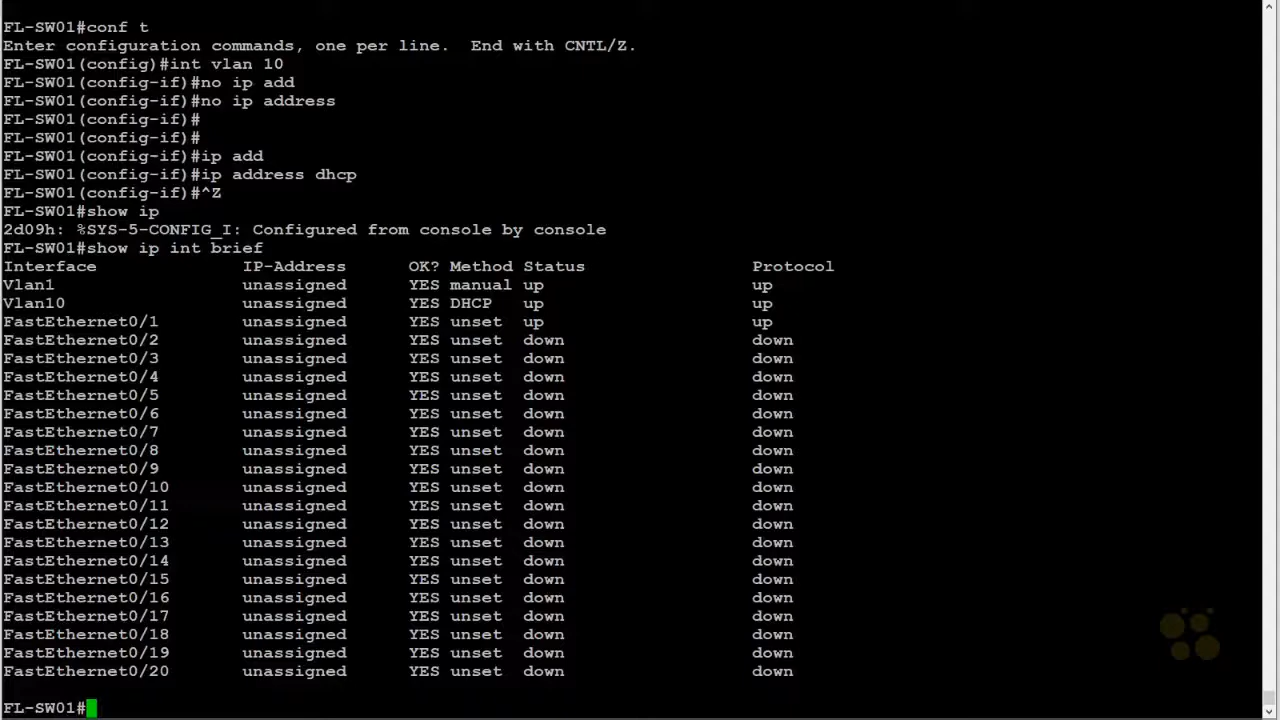 FL-SW01#conf t
Enter configuration commands, one per line.  End with CNTL/Z.
FL-SW01(config)#int vlan 10
FL-SW01(config-if)#no ip add
FL-SW01(config-if)#no ip address
FL-SW01(config-if)#
FL-SW01(config-if)#
FL-SW01(config-if)#ip add
FL-SW01(config-if)#ip address dhcp
FL-SW01(config-if)#^Z
FL-SW01#show ip
2d09h: %SYS-5-CONFIG_I: Configured from console by console
FL-SW01#show ip int brief
Interface              IP-Address      OK? Method Status                Protocol
Vlan1                  unassigned      YES manual up                    up
Vlan10                 unassigned      YES DHCP   up                    up
FastEthernet0/1        unassigned      YES unset  up                    up
FastEthernet0/2        unassigned      YES unset  down                  down
FastEthernet0/3        unassigned      YES unset  down                  down
FastEthernet0/4        unassigned      YES unset  down                  down
FastEthernet0/5        unassigned      YES unset  down                  down
FastEthernet0/6        unassigned      YES unset  down                  down
FastEthernet0/7        unassigned      YES unset  down                  down
FastEthernet0/8        unassigned      YES unset  down                  down
FastEthernet0/9        unassigned      YES unset  down                  down
FastEthernet0/10       unassigned      YES unset  down                  down
FastEthernet0/11       unassigned      YES unset  down                  down
FastEthernet0/12       unassigned      YES unset  down                  down
FastEthernet0/13       unassigned      YES unset  down                  down
FastEthernet0/14       unassigned      YES unset  down                  down
FastEthernet0/15       unassigned      YES unset  down                  down
FastEthernet0/16       unassigned      YES unset  down                  down
FastEthernet0/17       unassigned      YES unset  down                  down
FastEthernet0/18       unassigned      YES unset  down                  down
FastEthernet0/19       unassigned      YES unset  down                  down
FastEthernet0/20       unassigned      YES unset  down                  down
FL-SW01#